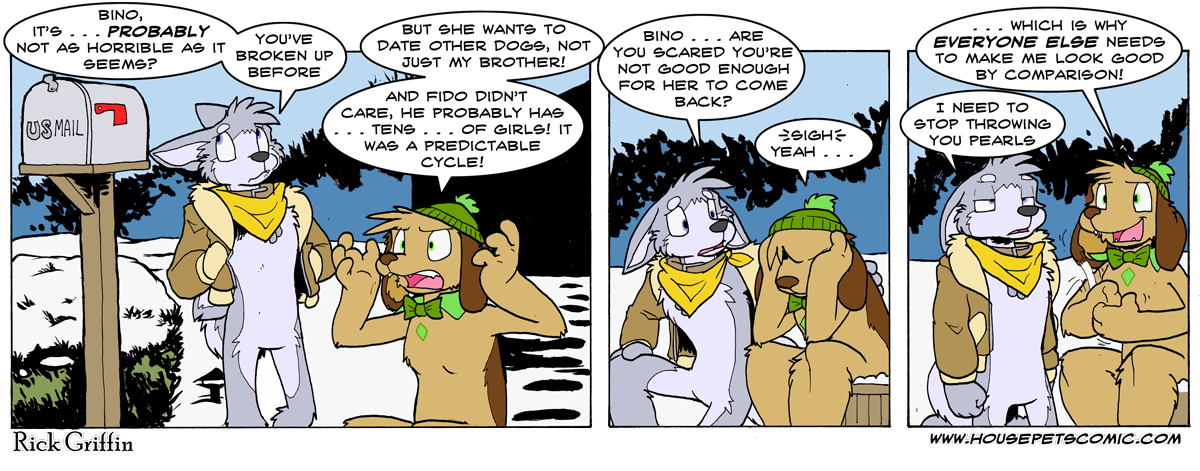 BINO,
IT'S . . . PROBABLY
NOT AS HORRIBLE AS IT
SEEMS?
YOU'VE
BROKEN UP
BEFORE
BUT SHE WANTS TO
DATE OTHER DOGS, NOT
JUST MY BROTHER!
AND FIDO DIDN'T
CARE, HE PROBABLY HAS
. . . TENS . . . OF GIRLS! IT
WAS A PREDICTABLE
CYCLE!
US MAIL
BINO . . . ARE
YOU SCARED YOU'RE
NOT GOOD ENOUGH
FOR HER TO COME
BACK?
SIGH
YEAH . . .
. . . WHICH IS WHY
EVERYONE ELSE NEEDS
TO MAKE ME LOOK GOOD
BY COMPARISON!
I NEED TO
STOP THROWING
YOU PEARLS
Rick Griffin
WWW.HOUSEPETSCOMIC.COM